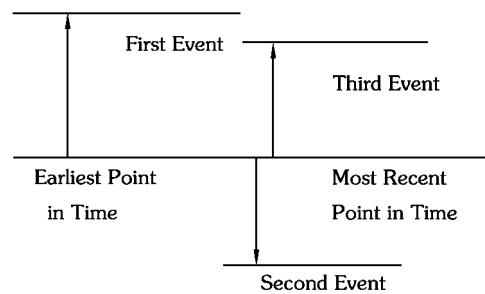 First Event
Third Event
Earliest Point
in Time
Most Recent
Point in Time
Second Event